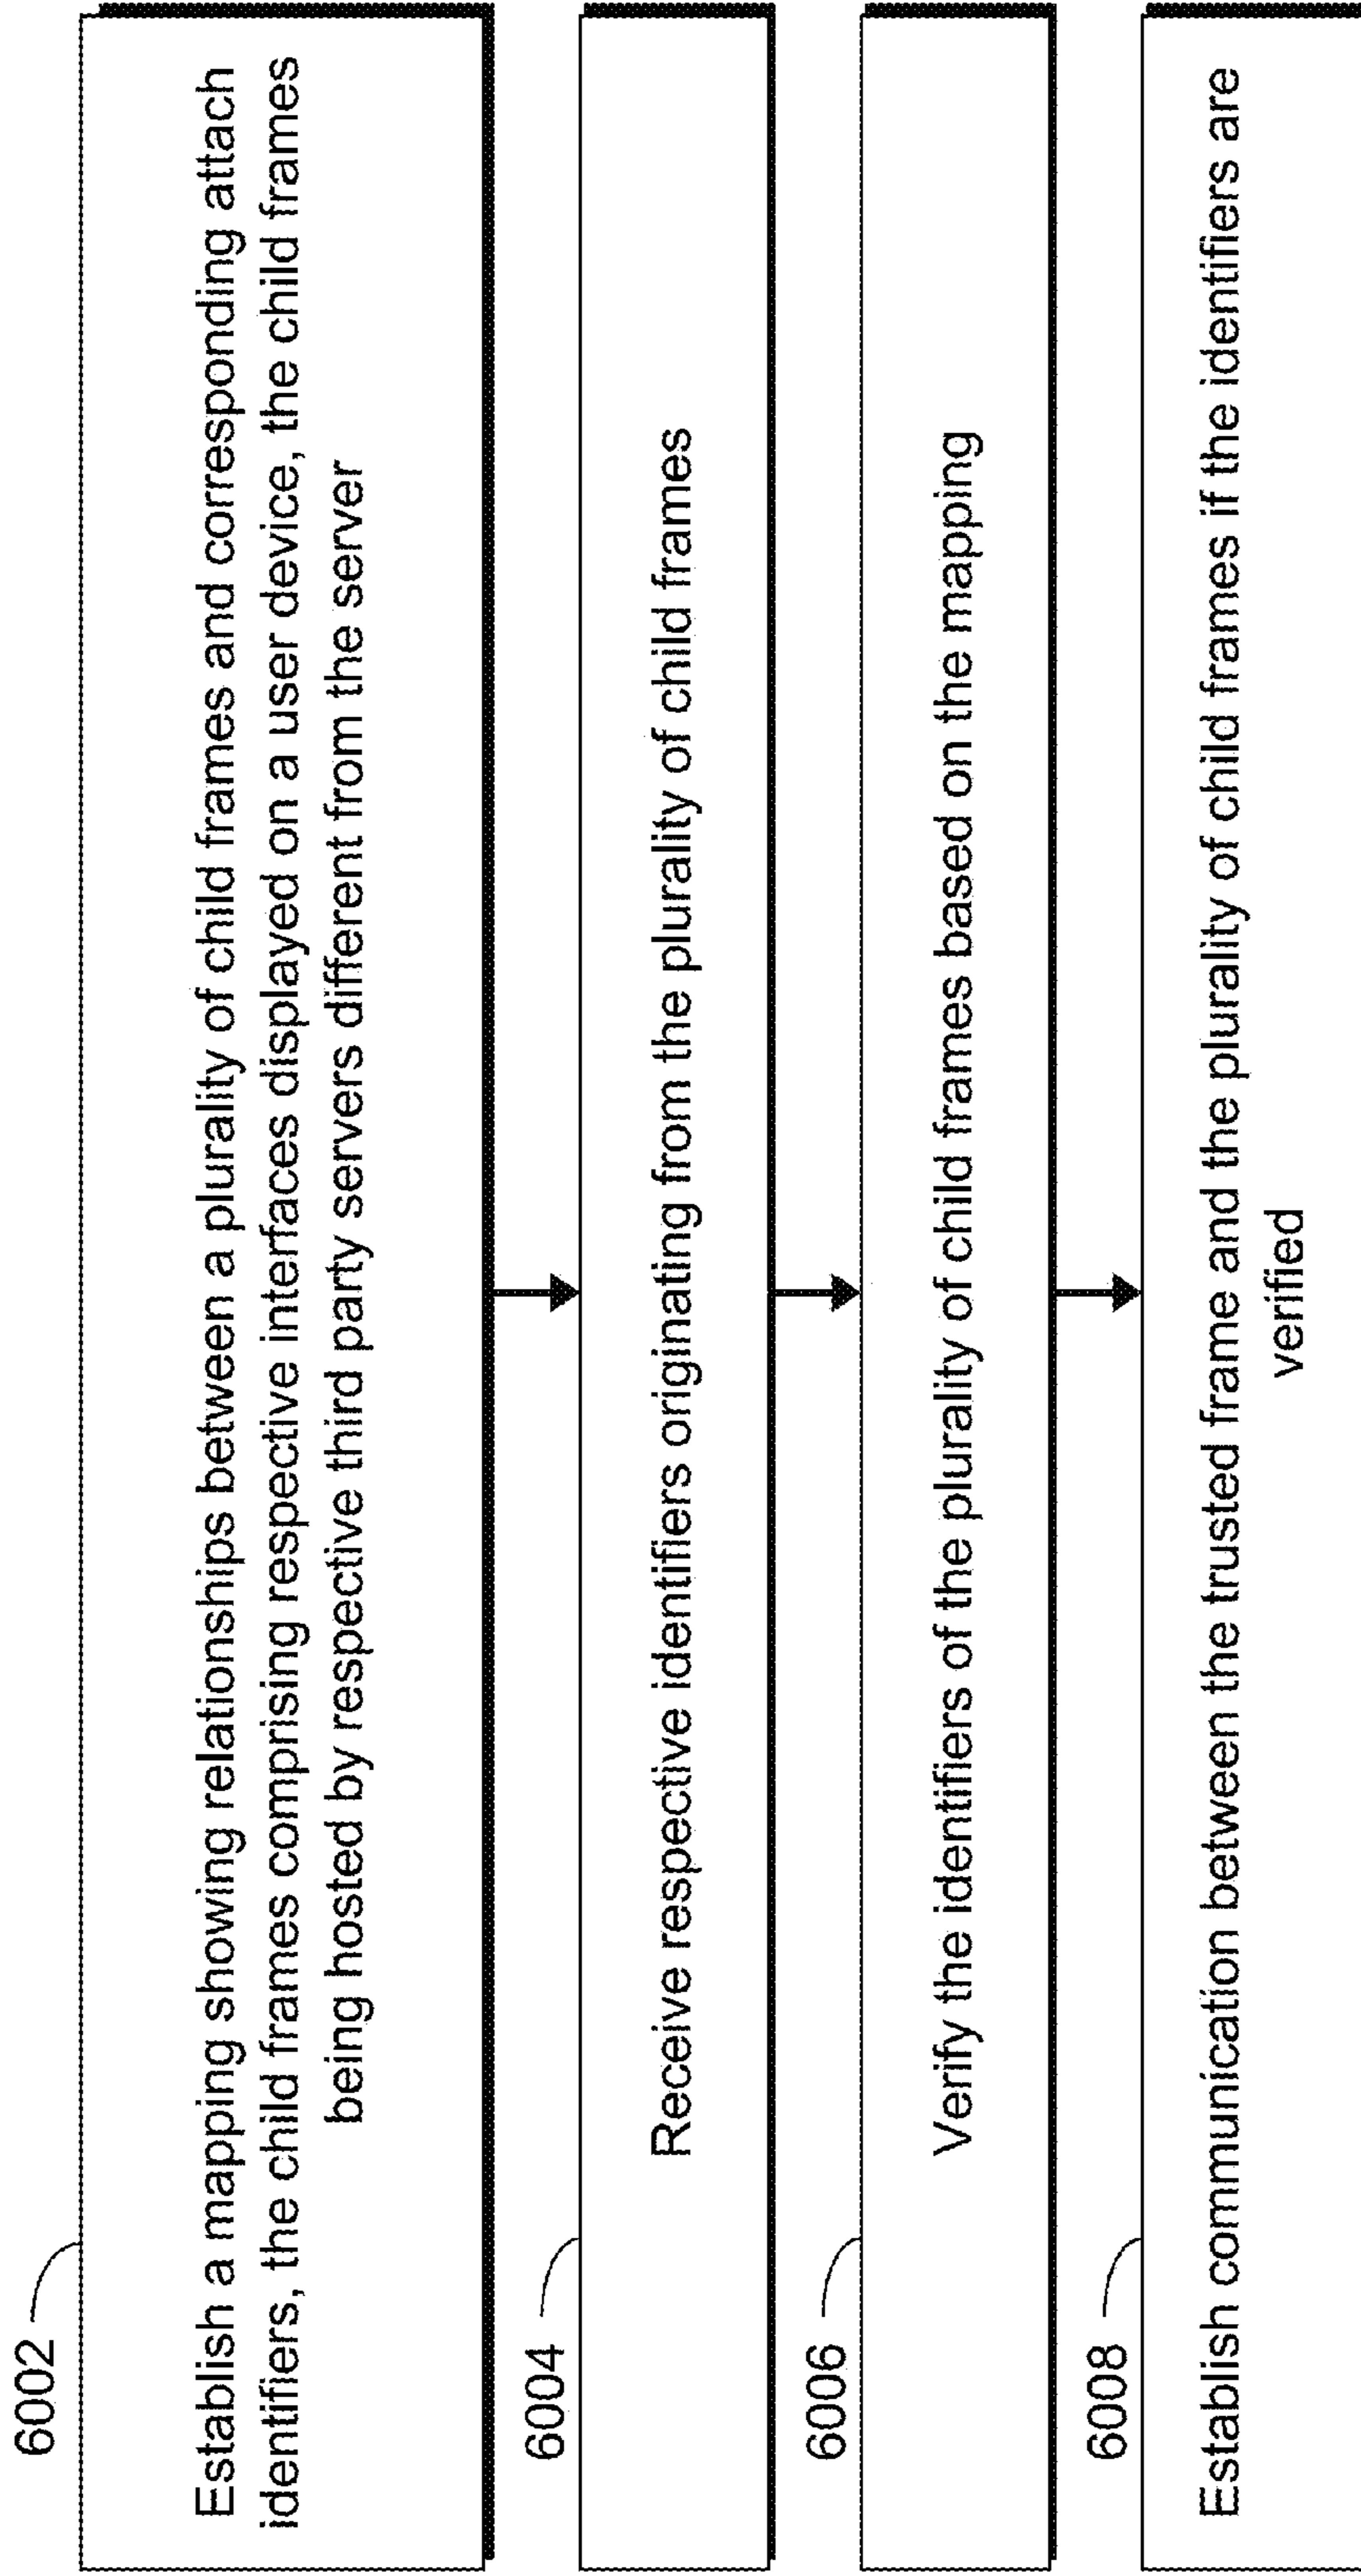 6002
Establish a mapping showing relationships between a plurality of child frames and corresponding attach
identifiers, the child frames comprising respective interfaces displayed on a user device, the child frames
being hosted by respective third party servers different from the server
6004
Receive respective identifiers originating from the plurality of child frames
6006
Verify the identifiers of the plurality of child frames based on the mapping
6008
Establish communication between the trusted frame and the plurality of child frames if the identifiers are
verified